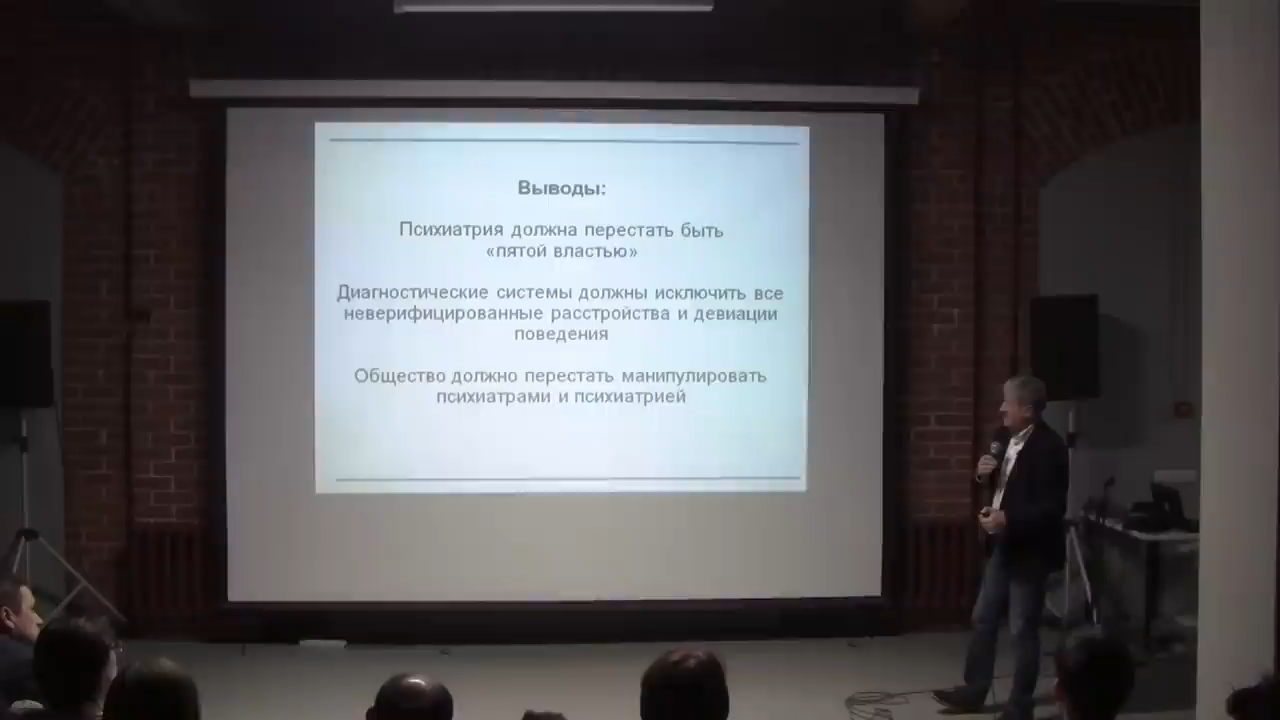 Выводы:
Психиатрия должна перестать быть
«пятой властью»
Диагностические системы должны исключить все
неверифицированные расстройства и девиации
поведения
Общество должно перестать манипулировать
психиатрами и психиатрией